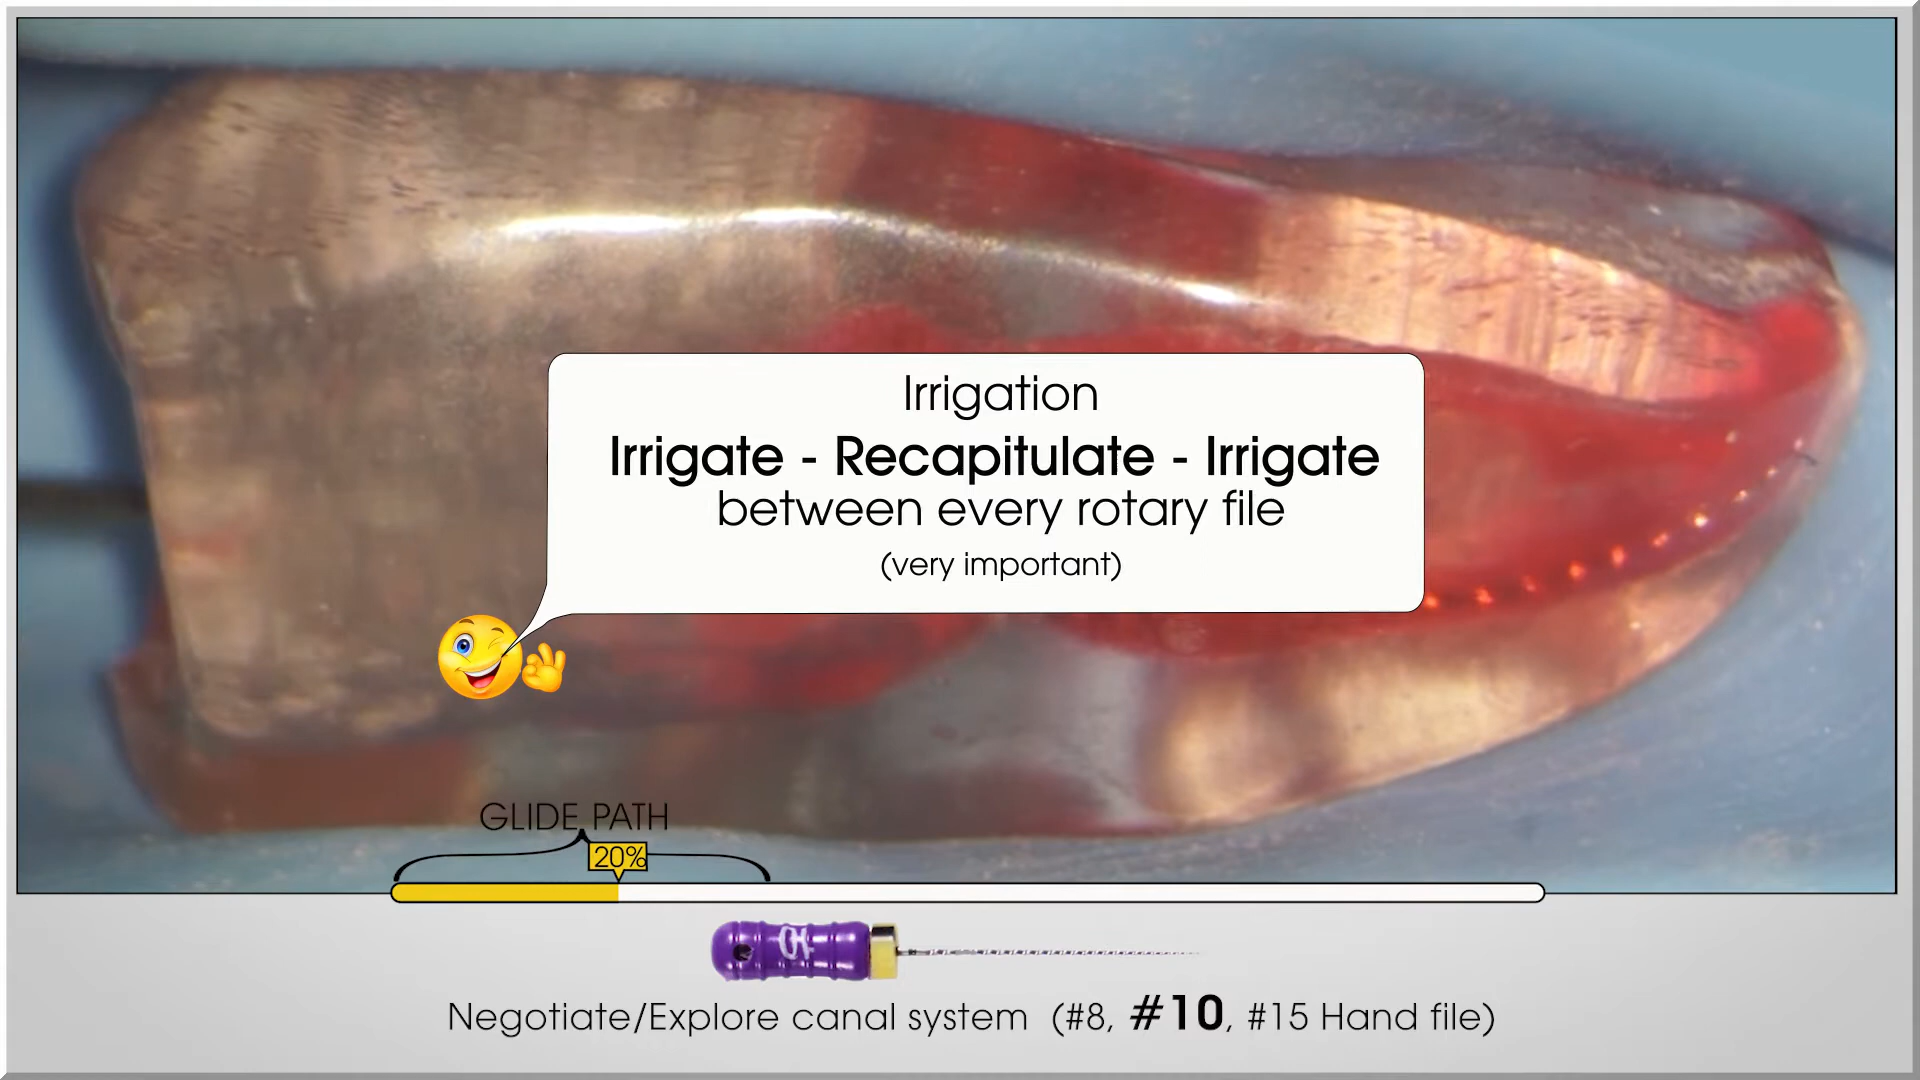 Irrigation
Irrigate - Recapitulate - Irrigate
between every rotary file
(very important)
GLIDE PATH
20%
Negotiate/Explore canal system (#8, #10, #15 Hand file)